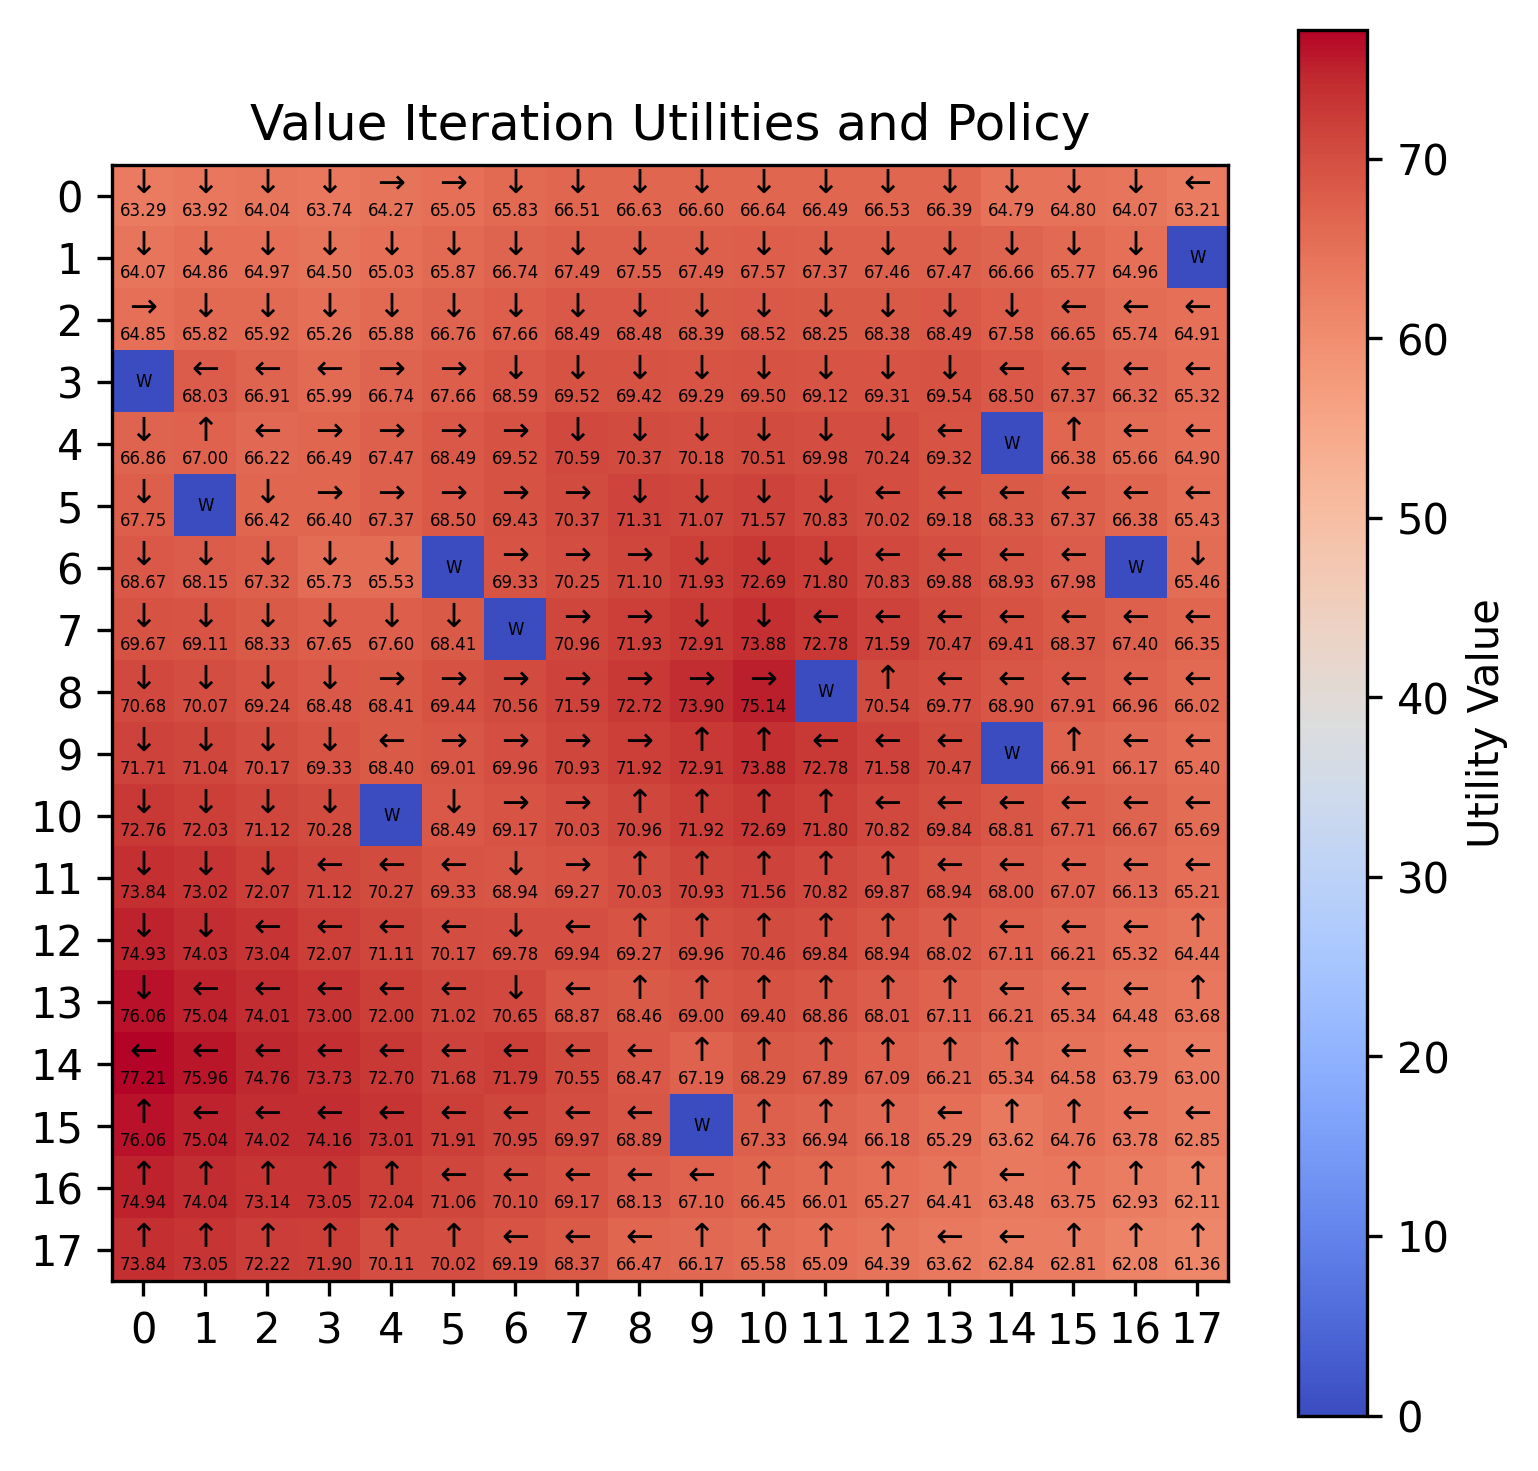 Value Iteration Utilities and Policy
0 ↓ ↓ ↓ ↓ → → ↓ ↓ ↓ ↓ ↓ ↓ ↓ ↓ ↓ ↓ ↓ ←
63.29 63.92 64.04 63.74 64.27 65.05 65.83 66.51 66.63 66.60 66.64 66.49 66.53 66.39 64.79 64.80 64.07 63.21
1 ↓ ↓ ↓ ↓ ↓ ↓ ↓ ↓ ↓ ↓ ↓ ↓ ↓ ↓ ↓ ↓ ↓ W
64.07 64.86 64.97 64.50 65.03 65.87 66.74 67.49 67.55 67.49 67.57 67.37 67.46 67.47 66.66 65.77 64.96
2 → ↓ ↓ ↓ ↓ ↓ ↓ ↓ ↓ ↓ ↓ ↓ ↓ ↓ ↓ ← ← ←
64.85 65.82 65.92 65.26 65.88 66.76 67.66 68.49 68.48 68.39 68.52 68.25 68.38 68.49 67.58 66.65 65.74 64.91
3 W ← ← ← → → ↓ ↓ ↓ ↓ ↓ ↓ ↓ ↓ ← ← ← ←
68.03 66.91 65.99 66.74 67.66 68.59 69.52 69.42 69.29 69.50 69.12 69.31 69.54 68.50 67.37 66.32 65.32
4 ↓ ↑ ← → → → → ↓ ↓ ↓ ↓ ↓ ↓ ← W ↑ ← ←
66.86 67.00 66.22 66.49 67.47 68.49 69.52 70.59 70.37 70.18 70.51 69.98 70.24 69.32 66.38 65.66 64.90
5 ↓ W ↓ → → → → → ↓ ↓ ↓ ↓ ← ← ← ← ← ←
67.75 66.42 66.40 67.37 68.50 69.43 70.37 71.31 71.07 71.57 70.83 70.02 69.18 68.33 67.37 66.38 65.43
6 ↓ ↓ ↓ ↓ ↓ W → → → ↓ ↓ ↓ ← ← ← ← W ↓
68.67 68.15 67.32 65.73 65.53 69.33 70.25 71.10 71.93 72.69 71.80 70.83 69.88 68.93 67.98 65.46
7 ↓ ↓ ↓ ↓ ↓ ↓ W → → ↓ ↓ ← ← ← ← ← ← ←
69.67 69.11 68.33 67.65 67.60 68.41 70.96 71.93 72.91 73.88 72.78 71.59 70.47 69.41 68.37 67.40 66.35
8 ↓ ↓ ↓ ↓ → → → → → → → W ↑ ← ← ← ← ←
70.68 70.07 69.24 68.48 68.41 69.44 70.56 71.59 72.72 73.90 75.14 70.54 69.77 68.90 67.91 66.96 66.02
9 ↓ ↓ ↓ ↓ ← → → → → ↑ ↑ ← ← ← W ↑ ← ←
71.71 71.04 70.17 69.33 68.40 69.01 69.96 70.93 71.92 72.91 73.88 72.78 71.58 70.47 66.91 66.17 65.40
10 ↓ ↓ ↓ ↓ W ↓ → → ↑ ↑ ↑ ↑ ← ← ← ← ← ←
72.76 72.03 71.12 70.28 68.49 69.17 70.03 70.96 71.92 72.69 71.80 70.82 69.84 68.81 67.71 66.67 65.69
11 ↓ ↓ ↓ ← ← ← ↓ → ↑ ↑ ↑ ↑ ↑ ← ← ← ← ←
73.84 73.02 72.07 71.12 70.27 69.33 68.94 69.27 70.03 70.93 71.56 70.82 69.87 68.94 68.00 67.07 66.13 65.21
12 ↓ ↓ ← ← ← ← ↓ ← ↑ ↑ ↑ ↑ ↑ ↑ ← ← ← ↑
74.93 74.03 73.04 72.07 71.11 70.17 69.78 69.94 69.27 69.96 70.46 69.84 68.94 68.02 67.11 66.21 65.32 64.44
13 ↓ ← ← ← ← ← ↓ ← ↑ ↑ ↑ ↑ ↑ ↑ ← ← ← ↑
76.06 75.04 74.01 73.00 72.00 71.02 70.65 68.87 68.46 69.00 69.40 68.86 68.01 67.11 66.21 65.34 64.48 63.68
14 ← ← ← ← ← ← ← ← ← ↑ ↑ ↑ ↑ ↑ ↑ ← ← ←
77.21 75.96 74.76 73.73 72.70 71.68 71.79 70.55 68.47 67.19 68.29 67.89 67.09 66.21 65.34 64.58 63.79 63.00
15 ↑ ← ← ← ← ← ← ← ← W ↑ ↑ ↑ ← ↑ ↑ ← ←
76.06 75.04 74.02 74.16 73.01 71.91 70.95 69.97 68.89 67.33 66.94 66.18 65.29 63.62 64.76 63.78 62.85
16 ↑ ↑ ↑ ↑ ↑ ← ← ← ← ← ↑ ↑ ↑ ↑ ← ↑ ↑ ↑
74.94 74.04 73.14 73.05 72.04 71.06 70.10 69.17 68.13 67.10 66.45 66.01 65.27 64.41 63.48 63.75 62.93 62.11
17 ↑ ↑ ↑ ↑ ↑ ↑ ← ← ← ↑ ↑ ↑ ↑ ← ← ↑ ↑ ↑
73.84 73.05 72.22 71.90 70.11 70.02 69.19 68.37 66.47 66.17 65.58 65.09 64.39 63.62 62.84 62.81 62.08 61.36
0 1 2 3 4 5 6 7 8 9 10 11 12 13 14 15 16 17
70
60
50
40
30
20
10
0
Utility Value